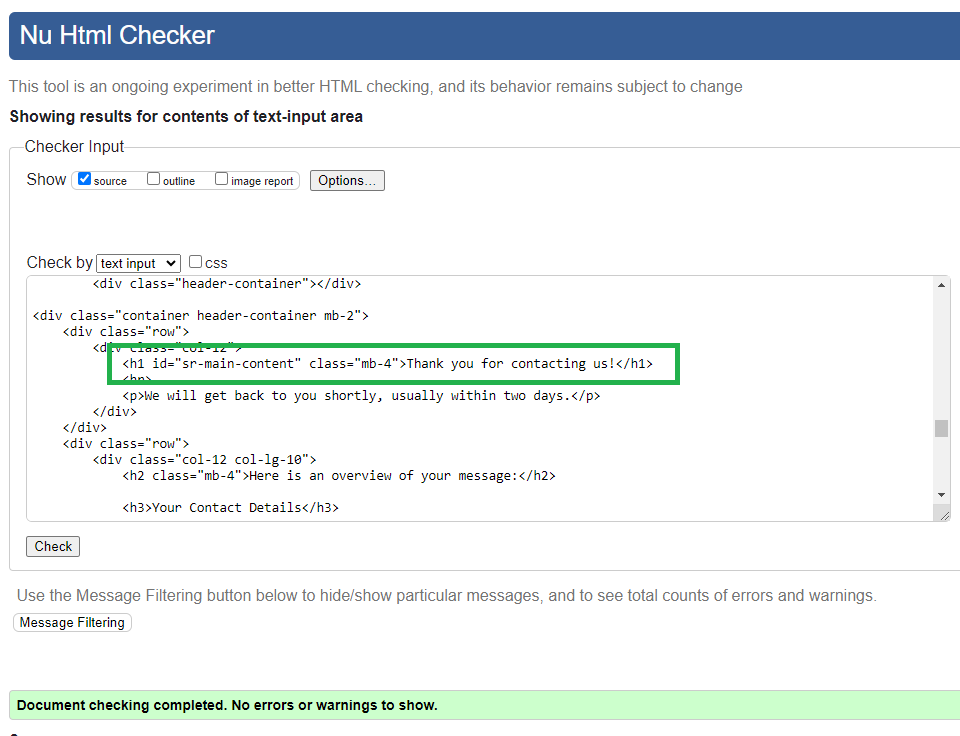 Nu Html Checker
This tool is an ongoing experiment in better HTML checking, and its behavior remains subject to change
Showing results for contents of text-input area
Checker Input
Show source outline image report Options...
Check by text input css
<div class="header-container"></div>
<div class="container header-container mb-2">
<div class="row">
<div class="col-12">
<h1 id="sr-main-content" class="mb-4">Thank you for contacting us!</h1>
<hr>
<p>We will get back to you shortly, usually within two days.</p>
</div>
</div>
<div class="row">
<div class="col-12 col-lg-10">
<h2 class="mb-4">Here is an overview of your message:</h2>
<h3>Your Contact Details</h3>
Check
Use the Message Filtering button below to hide/show particular messages, and to see total counts of errors and warnings.
Message Filtering
Document checking completed. No errors or warnings to show.